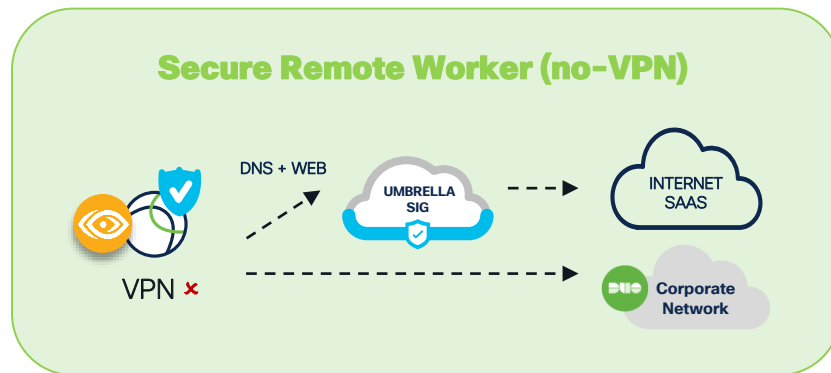 Secure Remote Worker (no-VPN)
DNS + WEB
UMBRELLA
SIG
INTERNET
SAAS
VPN ×
DUO
Corporate
Network